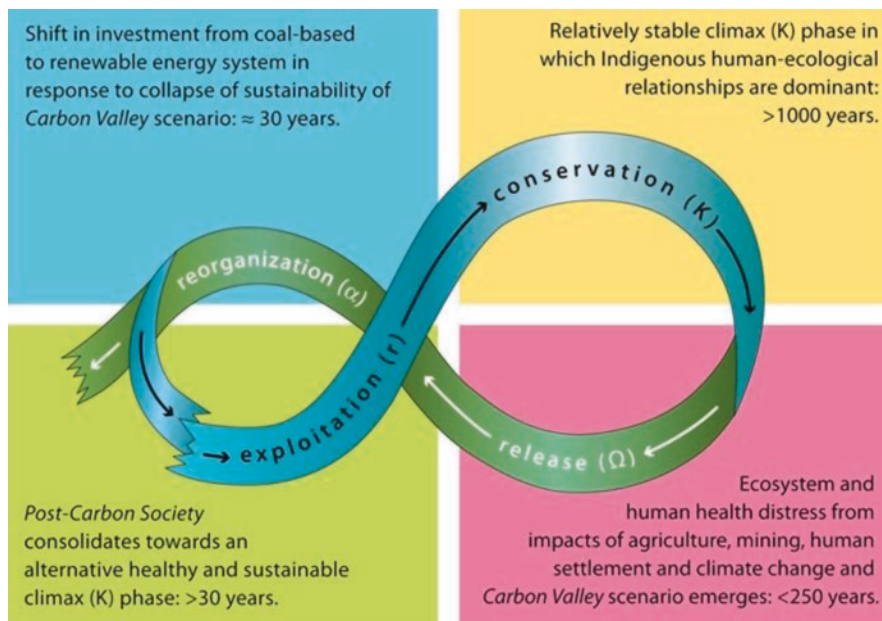 Shift in investment from coal-based
to renewable energy system in
response to collapse of sustainability of
Carbon Valley scenario: ≈ 30 years.
Relatively stable climax (K) phase in
which Indigenous human-ecological
relationships are dominant:
>1000 years.
conservation (K)
reorganization (α)
exploitation (r)
release (Ω)
Post-Carbon Society
consolidates towards an
alternative healthy and sustainable
climax (K) phase: >30 years.
Ecosystem and
human health distress from
impacts of agriculture, mining, human
settlement and climate change and
Carbon Valley scenario emerges: <250 years.